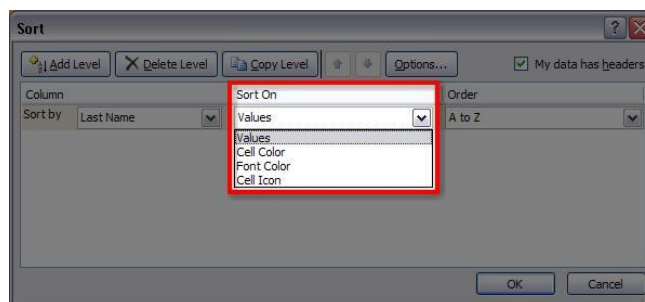 Sort
Add Level Delete Level Copy Level Options... My data has headers
Column Sort On Order
Sort by Last Name Values A to Z
Values
Cell Color
Font Color
Cell Icon
OK Cancel